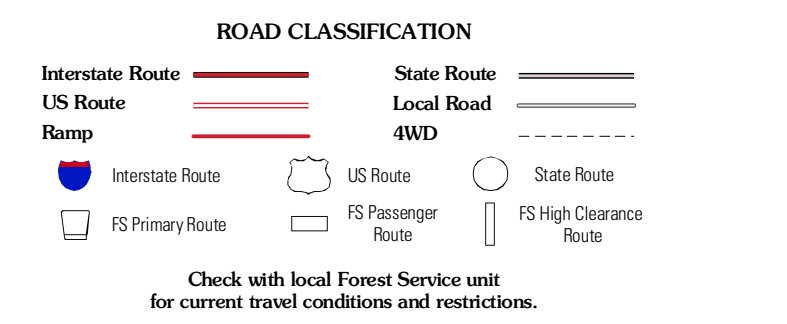 ROAD CLASSIFICATION
Interstate Route
State Route
US Route
Local Road
Ramp
4WD
Interstate Route
US Route
State Route
FS Primary Route
FS Passenger
Route
FS High Clearance
Route
Check with local Forest Service unit
for current travel conditions and restrictions.